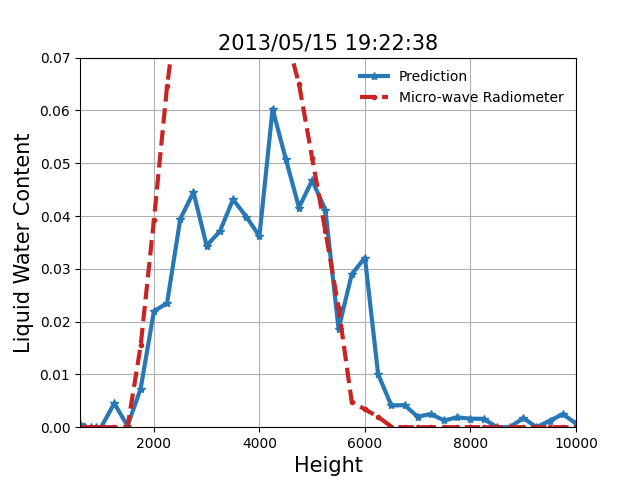 2013/05/15 19:22:38
Prediction
Micro-wave Radiometer
Liquid Water Content
0.07
0.06
0.05
0.04
0.03
0.02
0.01
0.00
2000 4000 6000 8000 10000
Height